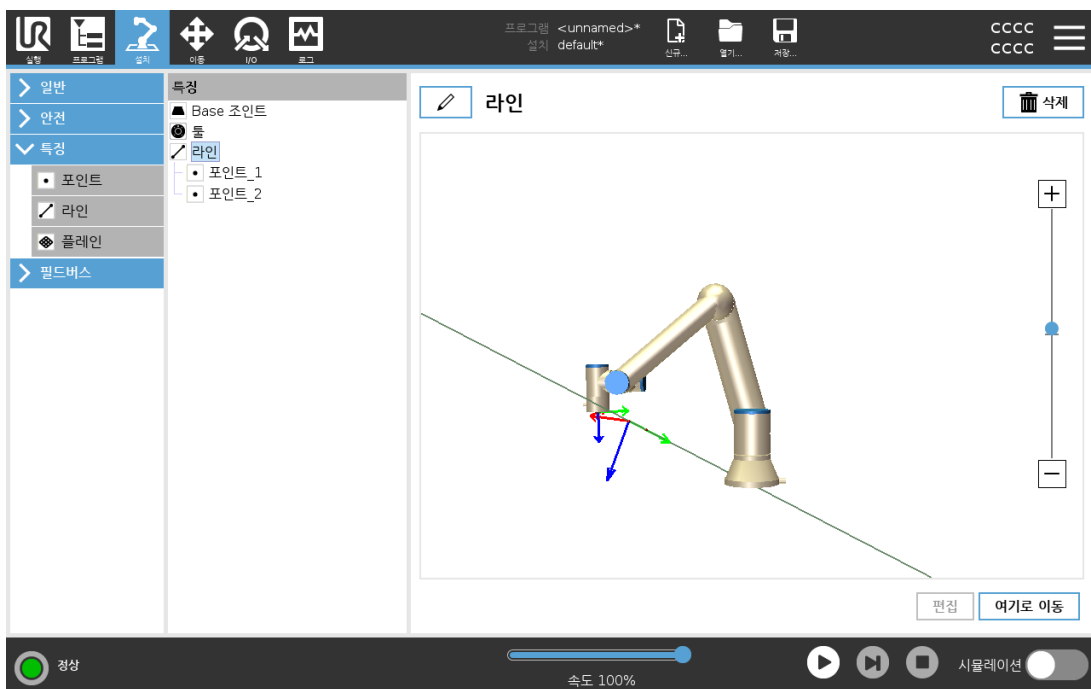 UR
프로그램 <unnamed>*
설치 default*
cccc
cccc
실행 프로그램 설치 이동 I/O 로그 신규... 열기... 저장...
일반
안전
특징
포인트
라인
플레인
필드버스
특징
Base 조인트
툴
라인
포인트_1
포인트_2
라인
삭제
편집 여기로 이동
정상
속도 100%
시뮬레이션